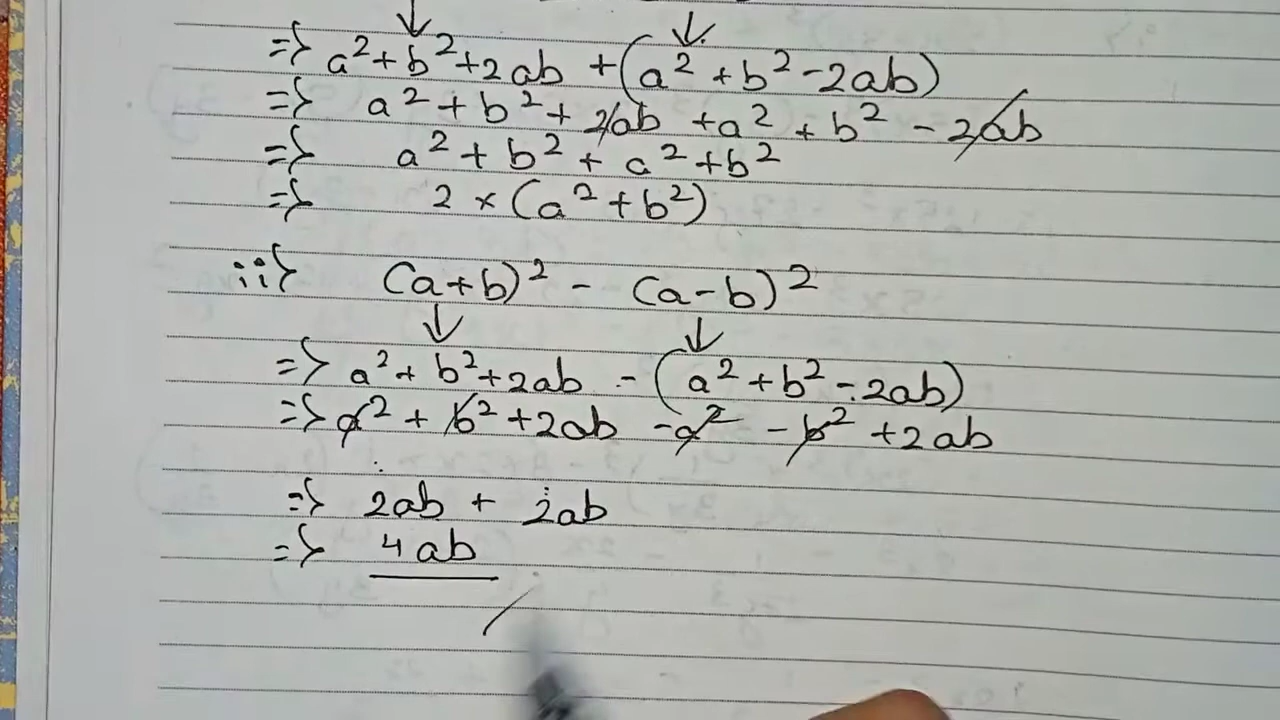 => a²+b²+2ab +(a²+b²-2ab)
=> a²+b²+2ab +a²+b²-2ab
=> a²+b²+a²+b²
=> 2×(a²+b²)
ii> (a+b)² - (a-b)²
=> a²+b²+2ab - (a²+b²-2ab)
=> a²+b²+2ab -a²-b²+2ab
=> 2ab + 2ab
=> 4ab